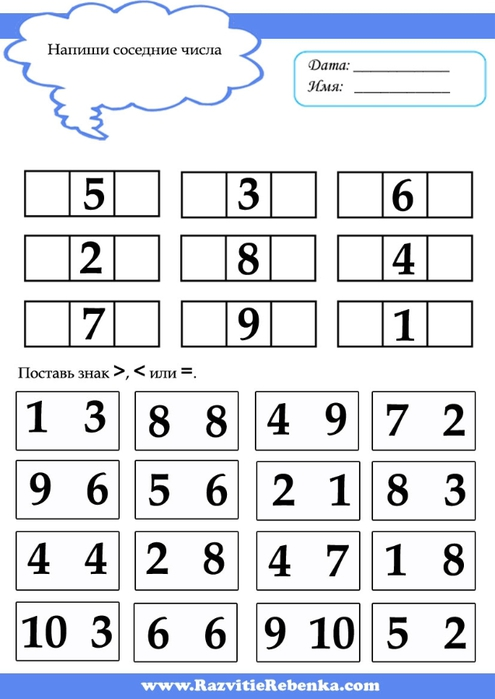 Напиши соседние числа
Дата: ____________
Имя: ____________
5 3 6
2 8 4
7 9 1
Поставь знак >, < или =.
1 3 8 8 4 9 7 2
9 6 5 6 2 1 8 3
4 4 2 8 4 7 1 8
10 3 6 6 9 10 5 2
www.RazvitieRebenka.com